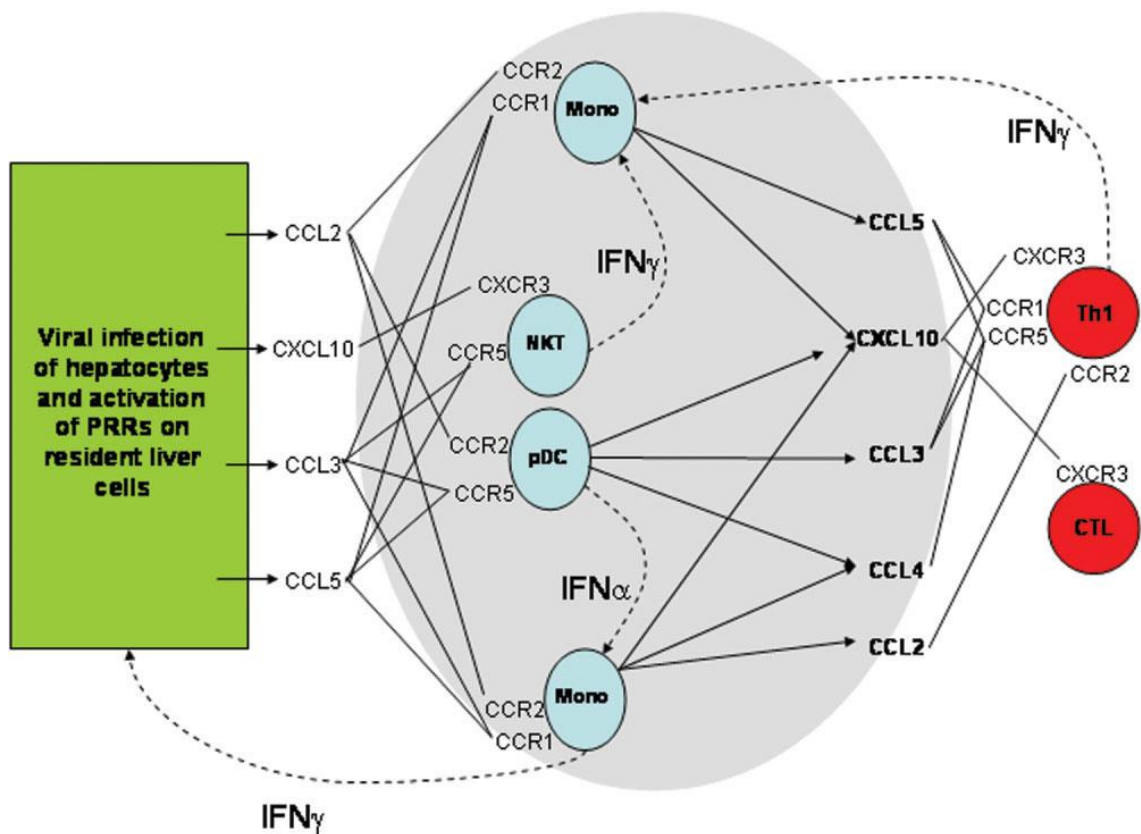 CCR2
CCR1
Mono
IFNγ
CCL2
CCL5
IFNγ
CXCR3
CXCR3
CCR1
Th1
CCR5
Viral infection
of hepatocytes
and activation
of PRRs on
resident liver
cells
CXCL10
CCR5
NKT
CXCL10
CCR2
CCL3
CCR2
pDC
CCL3
CCR5
CXCR3
CTL
CCL5
IFNα
CCL4
CCL2
Mono
CCR2
CCR1
IFNγ